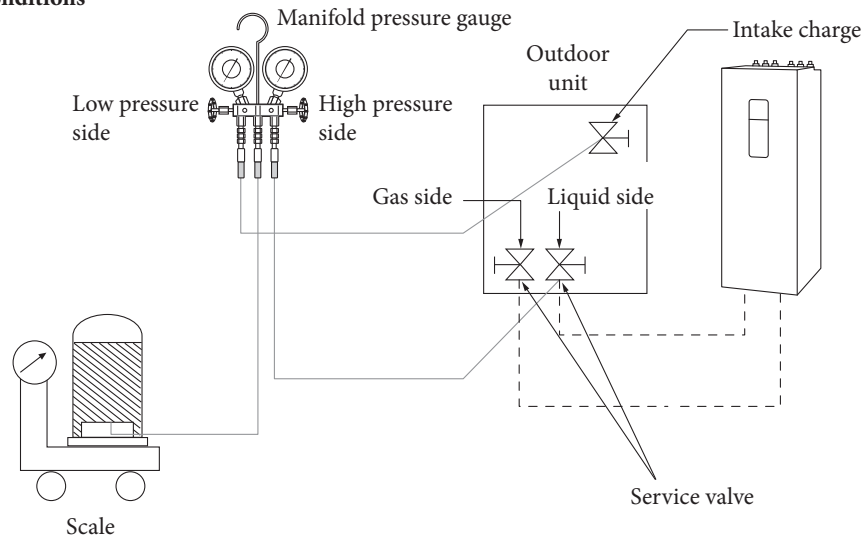 Manifold pressure gauge
Intake charge
Outdoor
unit
Low pressure
side
High pressure
side
Gas side
Liquid side
Service valve
Scale